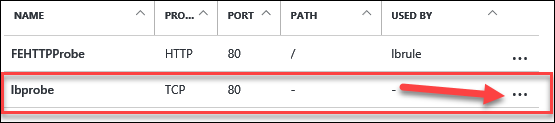 NAME PRO... PORT PATH USED BY
FEHTTPProbe HTTP 80 / lbrule ...
lbprobe TCP 80 - - ...